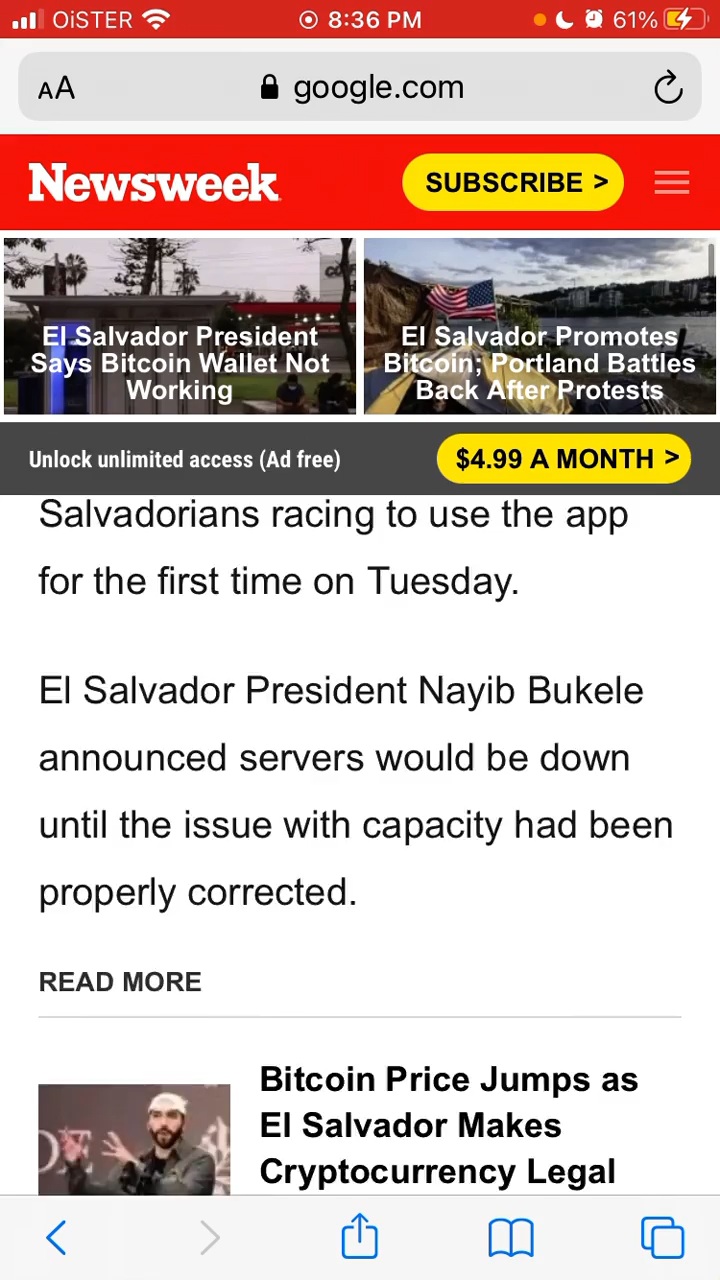 OiSTER 8:36 PM 61%
AA google.com
Newsweek SUBSCRIBE >
El Salvador President
Says Bitcoin Wallet Not
Working
El Salvador Promotes
Bitcoin; Portland Battles
Back After Protests
Unlock unlimited access (Ad free) $4.99 A MONTH >
Salvadorians racing to use the app
for the first time on Tuesday.
El Salvador President Nayib Bukele
announced servers would be down
until the issue with capacity had been
properly corrected.
READ MORE
Bitcoin Price Jumps as
El Salvador Makes
Cryptocurrency Legal